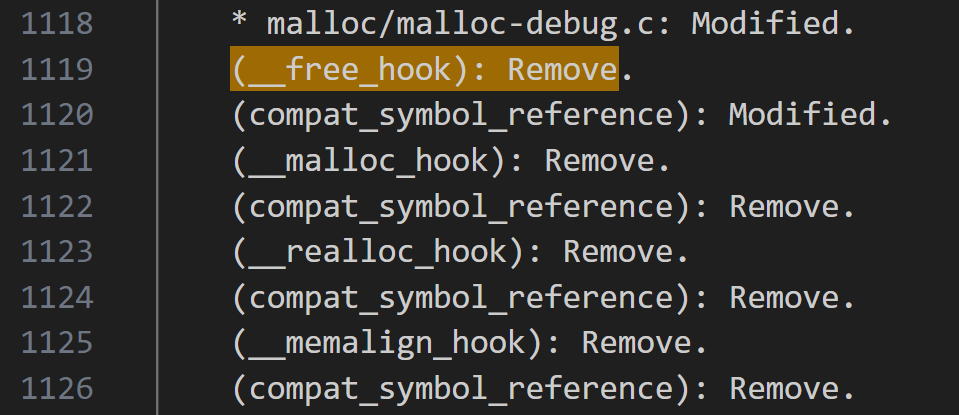 1118 * malloc/malloc-debug.c: Modified.
1119 (__free_hook): Remove.
1120 (compat_symbol_reference): Modified.
1121 (__malloc_hook): Remove.
1122 (compat_symbol_reference): Remove.
1123 (__realloc_hook): Remove.
1124 (compat_symbol_reference): Remove.
1125 (__memalign_hook): Remove.
1126 (compat_symbol_reference): Remove.